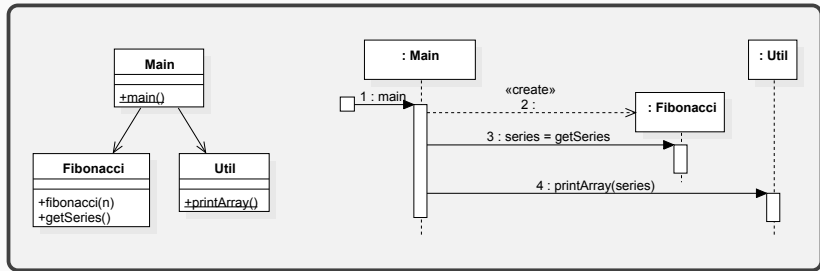 Main
+main()
Fibonacci
+fibonacci(n)
+getSeries()
Util
+printArray()
: Main
: Util
1 : main
«create»
2 :
: Fibonacci
3 : series = getSeries
4 : printArray(series)